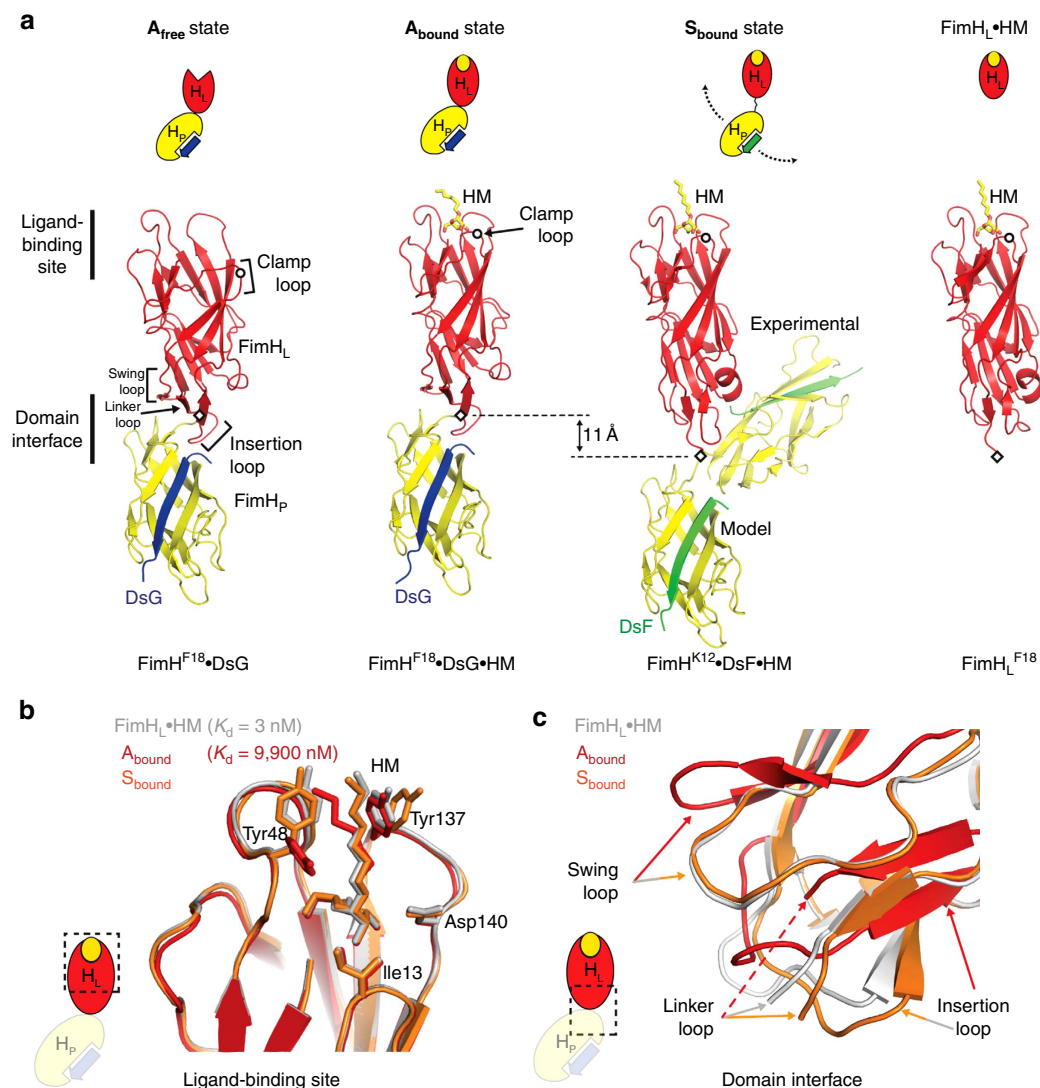 a
A_free state
A_bound state
S_bound state
FimH_L•HM
H_L
H_P
H_L
H_P
H_L
H_P
H_L
Ligand-
binding
site
Clamp
loop
FimH_L
Swing
loop
Linker
loop
Domain
interface
Insertion
loop
FimH_P
DsG
FimH^F18•DsG
HM
Clamp
loop
DsG
FimH^F18•DsG•HM
11 Å
HM
Experimental
Model
DsF
FimH^K12•DsF•HM
HM
FimH_L^F18
b
FimH_L•HM (K_d = 3 nM)
A_bound (K_d = 9,900 nM)
S_bound
HM
Tyr48
Tyr137
Asp140
Ile13
H_L
H_P
Ligand-binding site
c
FimH_L•HM
A_bound
S_bound
Swing
loop
Linker
loop
Insertion
loop
H_L
H_P
Domain interface